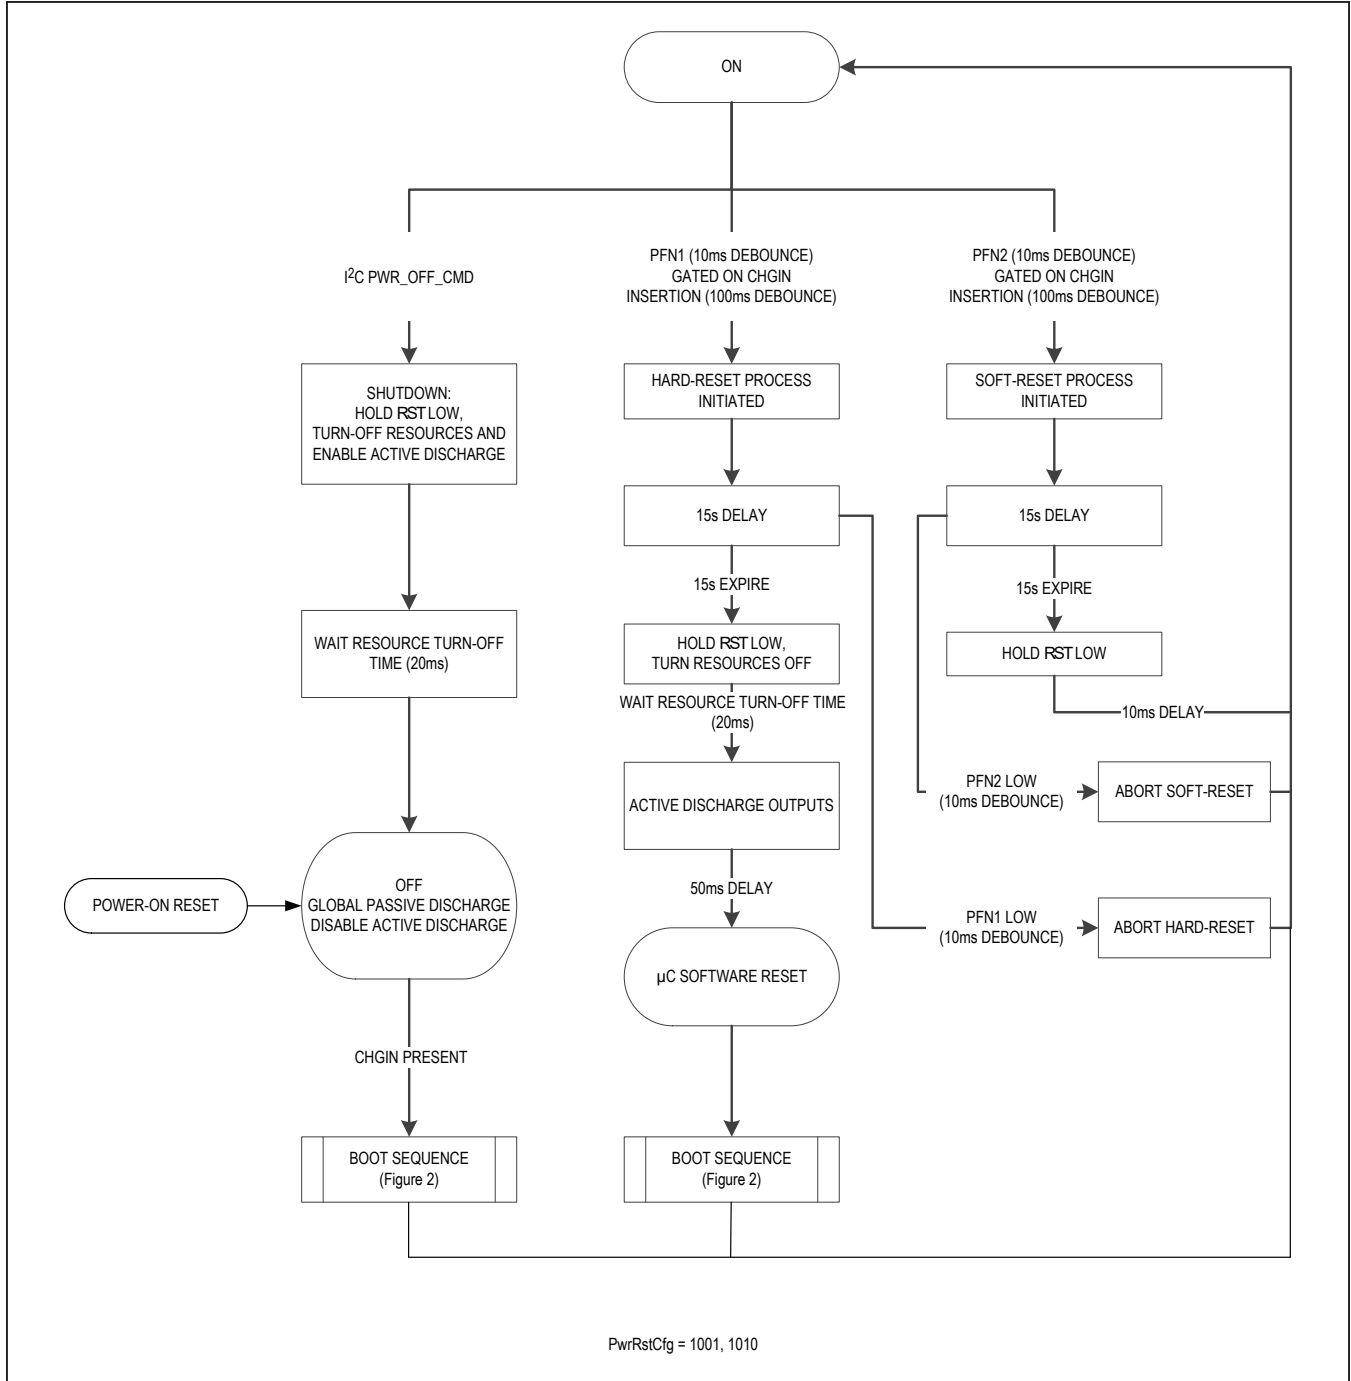 ON
I²C PWR_OFF_CMD
PFN1 (10ms DEBOUNCE)
GATED ON CHGIN
INSERTION (100ms DEBOUNCE)
PFN2 (10ms DEBOUNCE)
GATED ON CHGIN
INSERTION (100ms DEBOUNCE)
SHUTDOWN:
HOLD RST LOW,
TURN-OFF RESOURCES AND
ENABLE ACTIVE DISCHARGE
HARD-RESET PROCESS
INITIATED
SOFT-RESET PROCESS
INITIATED
15s DELAY
15s DELAY
15s EXPIRE
15s EXPIRE
WAIT RESOURCE TURN-OFF
TIME (20ms)
HOLD RST LOW,
TURN RESOURCES OFF
HOLD RST LOW
WAIT RESOURCE TURN-OFF TIME
(20ms)
10ms DELAY
ACTIVE DISCHARGE OUTPUTS
PFN2 LOW
(10ms DEBOUNCE)
ABORT SOFT-RESET
POWER-ON RESET
OFF
GLOBAL PASSIVE DISCHARGE
DISABLE ACTIVE DISCHARGE
50ms DELAY
PFN1 LOW
(10ms DEBOUNCE)
ABORT HARD-RESET
µC SOFTWARE RESET
CHGIN PRESENT
BOOT SEQUENCE
(Figure 2)
BOOT SEQUENCE
(Figure 2)
PwrRstCfg = 1001, 1010